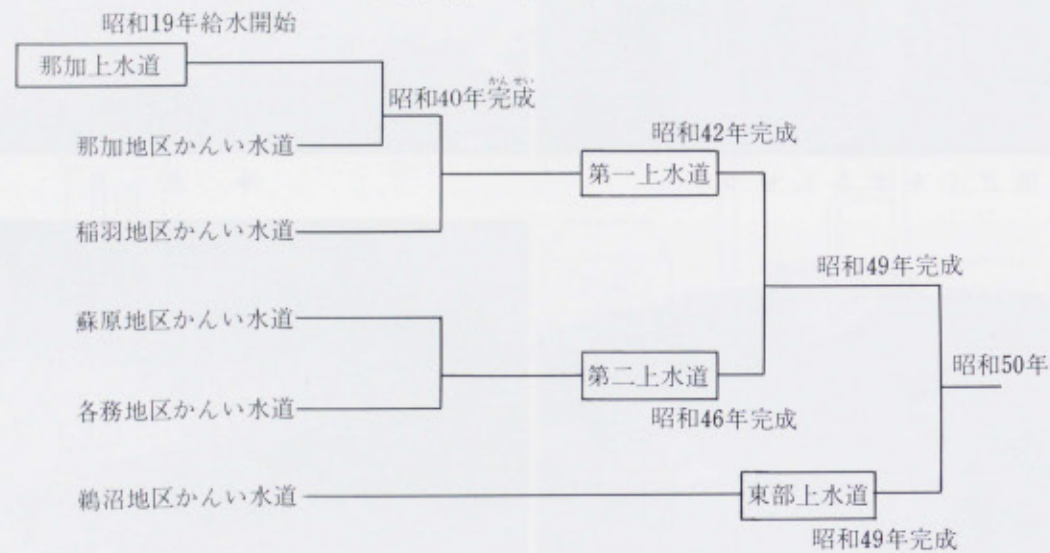 昭和19年給水開始
那加上水道
かんせい
昭和40年完成
那加地区かんい水道
昭和42年完成
第一上水道
稲羽地区かんい水道
昭和49年完成
蘇原地区かんい水道
昭和50年
第二上水道
各務地区かんい水道
昭和46年完成
鵜沼地区かんい水道
東部上水道
昭和49年完成